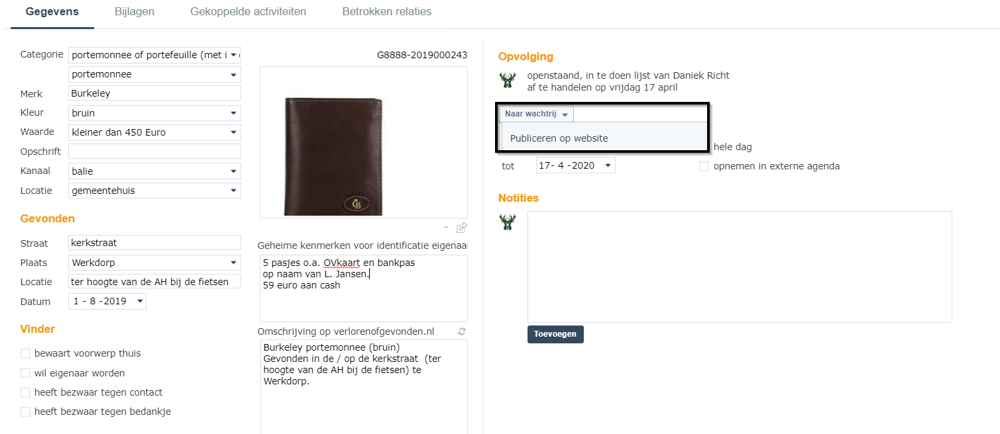 Gegevens Bijlagen Gekoppelde activiteiten Betrokken relaties
Categorie portemonnee of portefeuille (met i
portemonnee
Merk Burkeley
Kleur bruin
Waarde kleiner dan 450 Euro
Opschrift
Kanaal balie
Locatie gemeentehuis
Gevonden
Straat kerkstraat
Plaats Werkdorp
Locatie ter hoogte van de AH bij de fietsen
Datum 1 - 8 -2019
Vinder
bewaart voorwerp thuis
wil eigenaar worden
heeft bezwaar tegen contact
heeft bezwaar tegen bedankje
G8888-2019000243
Geheime kenmerken voor identificatie eigenaar
5 pasjes o.a. OVkaart en bankpas
op naam van L. Jansen.
59 euro aan cash
Omschrijving op verlorenofgevonden.nl
Burkeley portemonnee (bruin)
Gevonden in de / op de kerkstraat (ter
hoogte van de AH bij de fietsen) te
Werkdorp.
Opvolging
openstaand, in te doen lijst van Daniek Richt
af te handelen op vrijdag 17 april
Naar wachtrij
Publiceren op website
hele dag
tot 17- 4 -2020 opnemen in externe agenda
Notities
Toevoegen